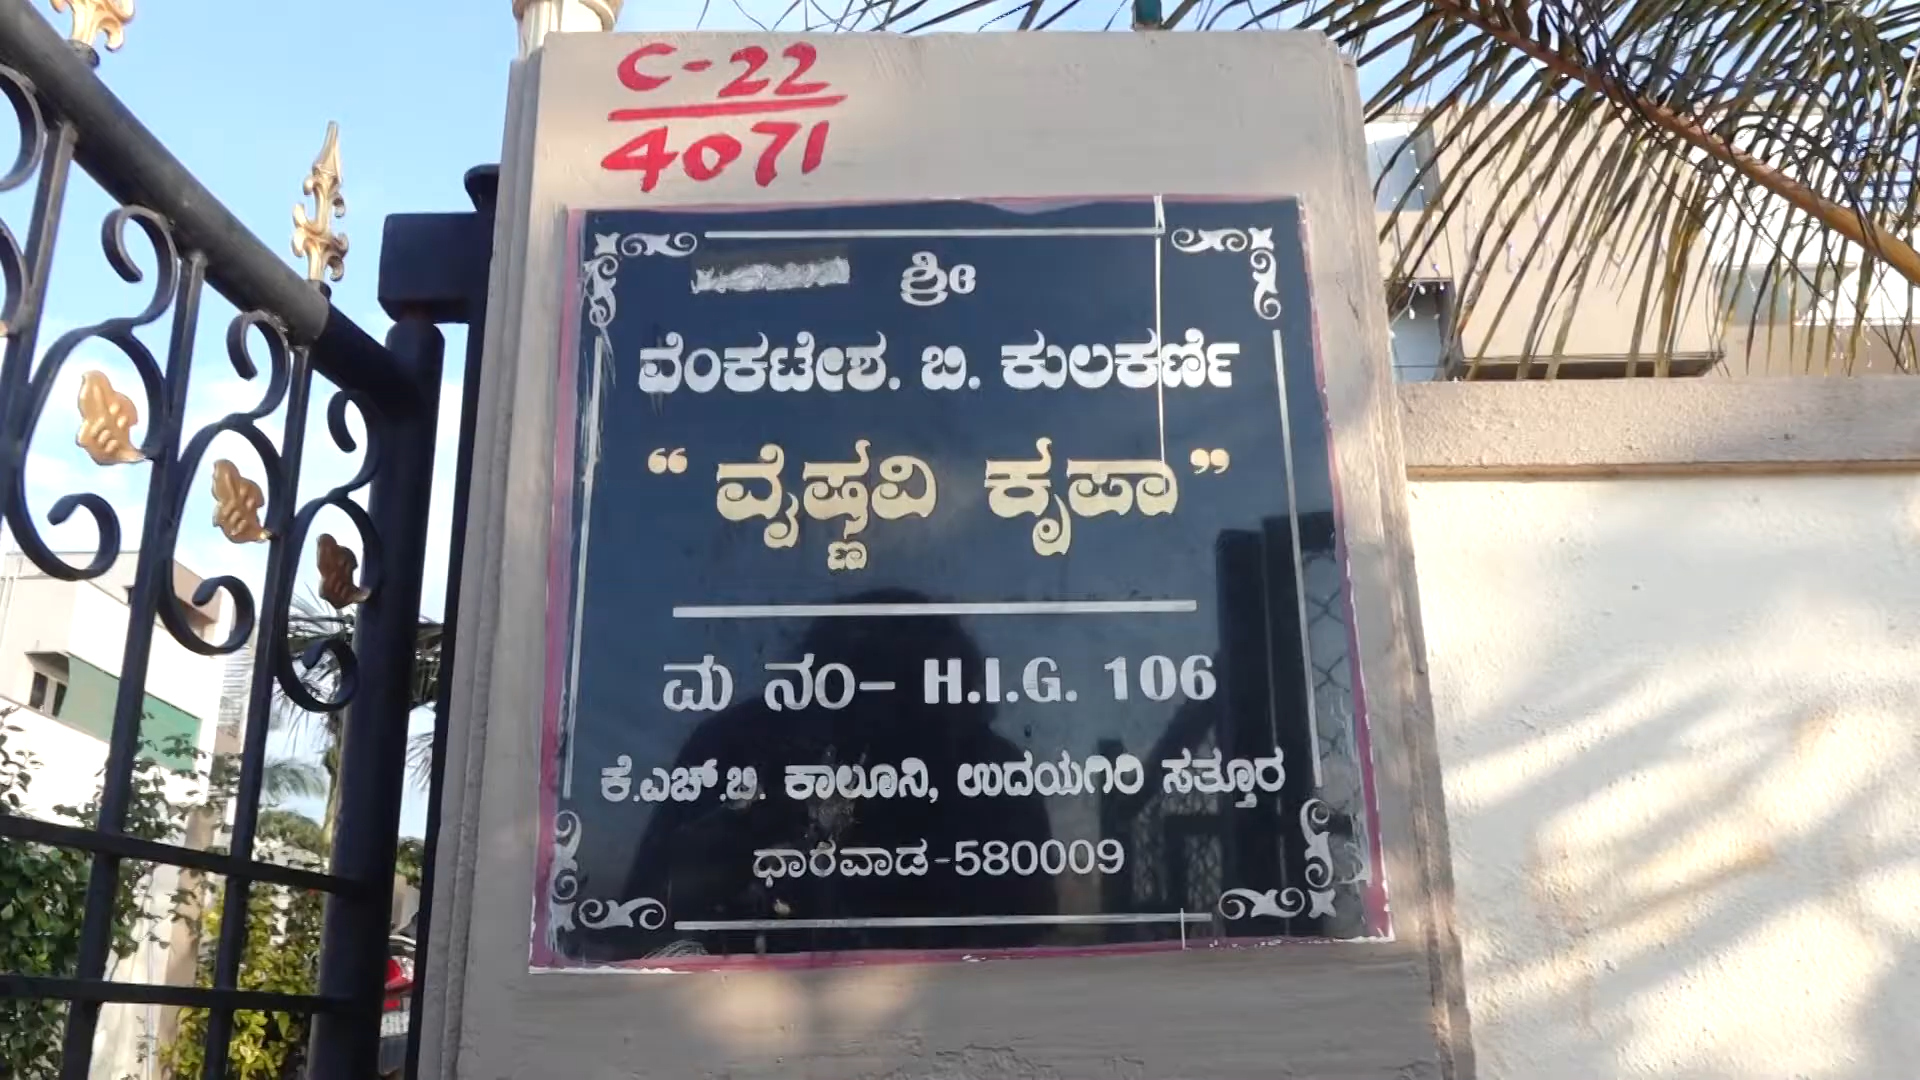 C-22
4071
ಶ್ರೀ
ವೆಂಕಟೇಶ. ಬಿ. ಕುಲಕರ್ಣಿ
“ ವೈಷ್ಣವಿ ಕೃಪಾ ”
ಮ ನಂ– H.I.G. 106
ಕೆ.ಎಚ್.ಬಿ. ಕಾಲೂನಿ, ಉದಯಗಿರಿ ಸತ್ತೂರ
ಧಾರವಾಡ-580009